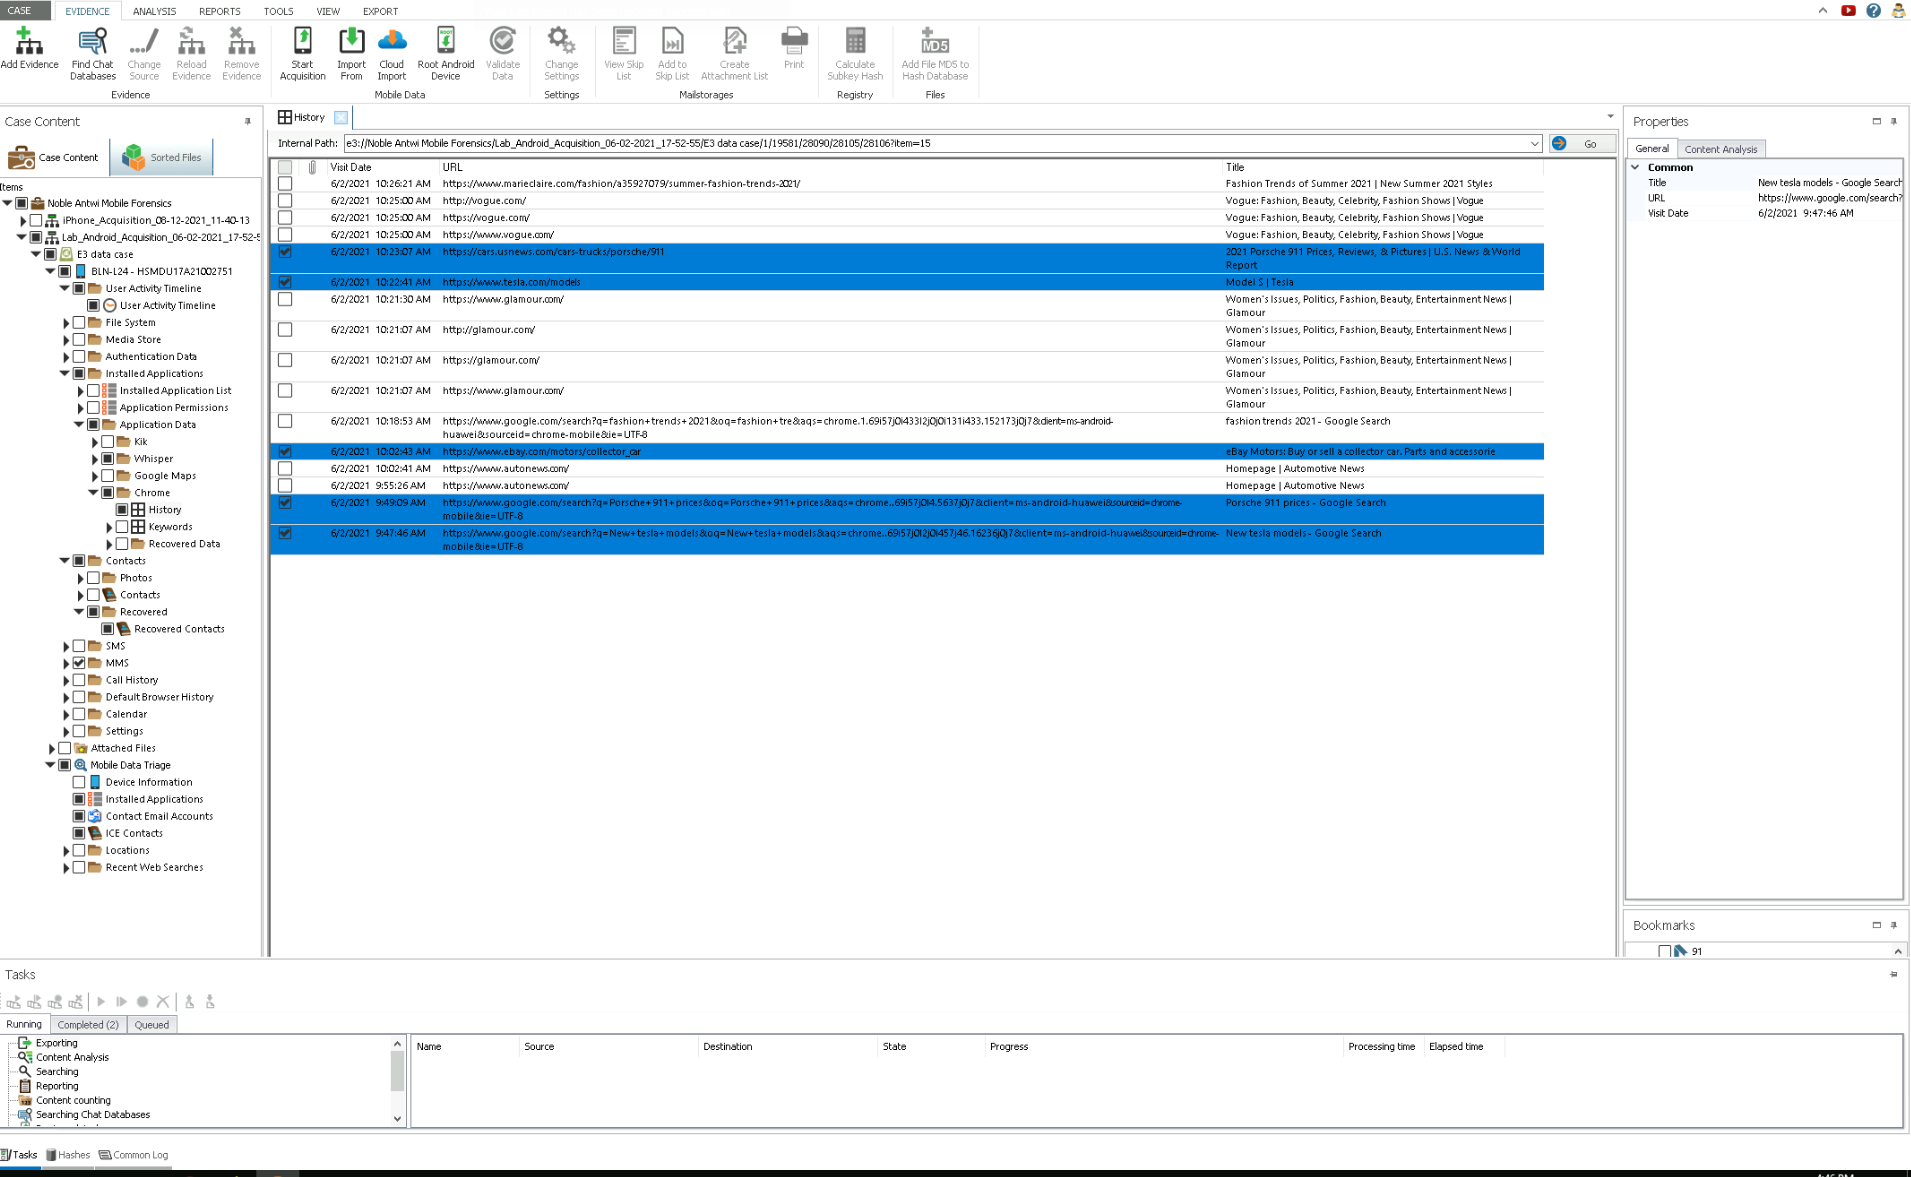 CASE EVIDENCE ANALYSIS REPORTS TOOLS VIEW EXPORT
Add Evidence Find Chat Databases Change Source Reload Evidence Remove Evidence Start Acquisition Import From Cloud Import Root Android Device Validate Data Change Settings View Skip List Add to Skip List Create Attachment List Print Calculate Subkey Hash Add File MD5 to Hash Database
Evidence Mobile Data Settings Mailstorages Registry Files
Case Content
Case Content Sorted Files
Items
Noble Antwi Mobile Forensics
iPhone_Acquisition_08-12-2021_11-40-13
Lab_Android_Acquisition_06-02-2021_17-52-5
E3 data case
BLN-L24 - HSMDU17A21002751
User Activity Timeline
User Activity Timeline
File System
Media Store
Authentication Data
Installed Applications
Installed Application List
Application Permissions
Application Data
Kik
Whisper
Google Maps
Chrome
History
Keywords
Recovered Data
Contacts
Photos
Contacts
Recovered
Recovered Contacts
SMS
MMS
Call History
Default Browser History
Calendar
Settings
Attached Files
Mobile Data Triage
Device Information
Installed Applications
Contact Email Accounts
ICE Contacts
Locations
Recent Web Searches
History
Internal Path: e3://Noble Antwi Mobile Forensics/Lab_Android_Acquisition_06-02-2021_17-52-55/E3 data case/1/19581/28090/28105/28106?item=15 Go
Visit Date URL Title
6/2/2021 10:26:21 AM https://www.marieclaire.com/fashion/a35927079/summer-fashion-trends-2021/ Fashion Trends of Summer 2021 | New Summer 2021 Styles
6/2/2021 10:25:00 AM http://vogue.com/ Vogue: Fashion, Beauty, Celebrity, Fashion Shows | Vogue
6/2/2021 10:25:00 AM https://vogue.com/ Vogue: Fashion, Beauty, Celebrity, Fashion Shows | Vogue
6/2/2021 10:25:00 AM https://www.vogue.com/ Vogue: Fashion, Beauty, Celebrity, Fashion Shows | Vogue
6/2/2021 10:23:07 AM https://cars.usnews.com/cars-trucks/porsche/911 2021 Porsche 911 Prices, Reviews, & Pictures | U.S. News & World
Report
6/2/2021 10:22:41 AM https://www.tesla.com/models Model S | Tesla
6/2/2021 10:21:30 AM https://www.glamour.com/ Women's Issues, Politics, Fashion, Beauty, Entertainment News |
Glamour
6/2/2021 10:21:07 AM http://glamour.com/ Women's Issues, Politics, Fashion, Beauty, Entertainment News |
Glamour
6/2/2021 10:21:07 AM https://glamour.com/ Women's Issues, Politics, Fashion, Beauty, Entertainment News |
Glamour
6/2/2021 10:21:07 AM https://www.glamour.com/ Women's Issues, Politics, Fashion, Beauty, Entertainment News |
Glamour
6/2/2021 10:18:53 AM https://www.google.com/search?q=fashion+trends+2021&oq=fashion+tre&aqs=chrome.1.69i57j0i433l2j0j0i131i433.152173j0j7&client=ms-android- fashion trends 2021 - Google Search
huawei&sourceid=chrome-mobile&ie=UTF-8
6/2/2021 10:02:43 AM https://www.ebay.com/motors/collector_car eBay Motors: Buy or sell a collector car. Parts and accessorie
6/2/2021 10:02:41 AM https://www.autonews.com/ Homepage | Automotive News
6/2/2021 9:55:26 AM https://www.autonews.com/ Homepage | Automotive News
6/2/2021 9:49:09 AM https://www.google.com/search?q=Porsche+911+prices&oq=Porsche+911+prices&aqs=chrome..69i57j0l4.5637j0j7&client=ms-android-huawei&sourceid=chrome- Porsche 911 prices - Google Search
mobile&ie=UTF-8
6/2/2021 9:47:46 AM https://www.google.com/search?q=New+tesla+models&oq=New+tesla+models&aqs=chrome..69i57j0l2j0i457j46.16236j0j7&client=ms-android-huawei&sourceid=chrome- New tesla models - Google Search
mobile&ie=UTF-8
Properties
General Content Analysis
Common
Title New tesla models - Google Search
URL https://www.google.com/search?
Visit Date 6/2/2021 9:47:46 AM
Bookmarks
91
Tasks
Running Completed (2) Queued
Exporting
Content Analysis
Searching
Reporting
Content counting
Searching Chat Databases
Name Source Destination State Progress Processing time Elapsed time
Tasks Hashes Common Log